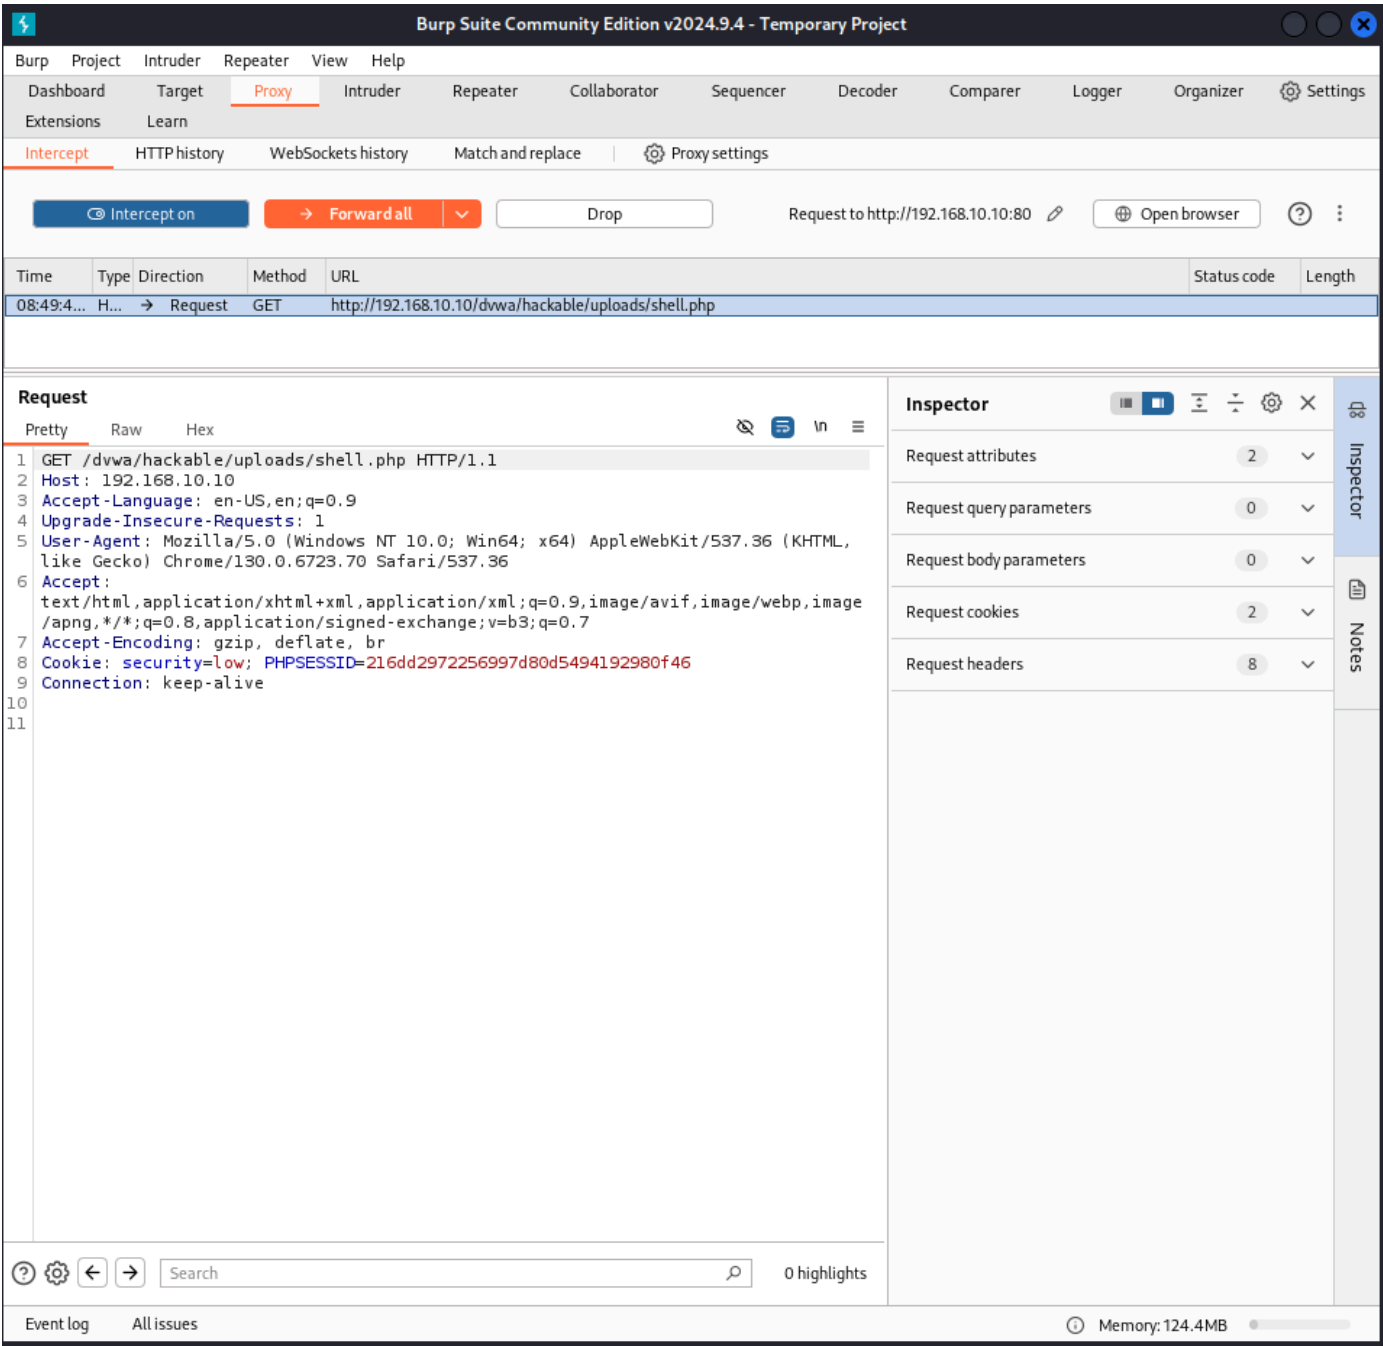 Burp Suite Community Edition v2024.9.4 - Temporary Project
Burp Project Intruder Repeater View Help
Dashboard Target Proxy Intruder Repeater Collaborator Sequencer Decoder Comparer Logger Organizer Settings
Extensions Learn
Intercept HTTP history WebSockets history Match and replace Proxy settings
Intercept on → Forward all Drop Request to http://192.168.10.10:80 Open browser
Time Type Direction Method URL Status code Length
08:49:4... H... → Request GET http://192.168.10.10/dvwa/hackable/uploads/shell.php
Request
Pretty Raw Hex \n
1 GET /dvwa/hackable/uploads/shell.php HTTP/1.1
2 Host: 192.168.10.10
3 Accept-Language: en-US,en;q=0.9
4 Upgrade-Insecure-Requests: 1
5 User-Agent: Mozilla/5.0 (Windows NT 10.0; Win64; x64) AppleWebKit/537.36 (KHTML,
like Gecko) Chrome/130.0.6723.70 Safari/537.36
6 Accept:
text/html,application/xhtml+xml,application/xml;q=0.9,image/avif,image/webp,image
/apng,*/*;q=0.8,application/signed-exchange;v=b3;q=0.7
7 Accept-Encoding: gzip, deflate, br
8 Cookie: security=low; PHPSESSID=216dd2972256997d80d5494192980f46
9 Connection: keep-alive
10
11
Inspector
Request attributes 2
Request query parameters 0
Request body parameters 0
Request cookies 2
Request headers 8
Inspector
Notes
Search
0 highlights
Event log All issues
Memory: 124.4MB